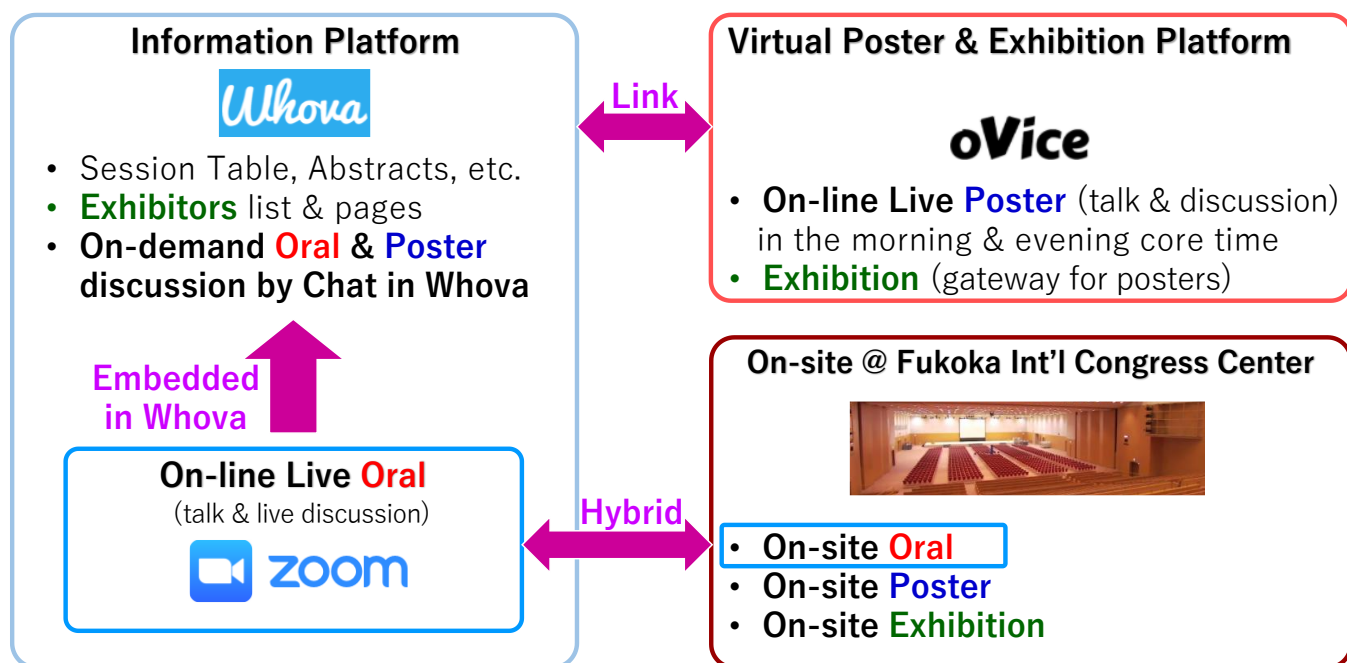 Information Platform
Whova
• Session Table, Abstracts, etc.
• Exhibitors list & pages
• On-demand Oral & Poster
discussion by Chat in Whova
Embedded
in Whova
On-line Live Oral
(talk & live discussion)
zoom
Link
Hybrid
Virtual Poster & Exhibition Platform
oVice
• On-line Live Poster (talk & discussion)
in the morning & evening core time
• Exhibition (gateway for posters)
On-site @ Fukoka Int’l Congress Center
• On-site Oral
• On-site Poster
• On-site Exhibition